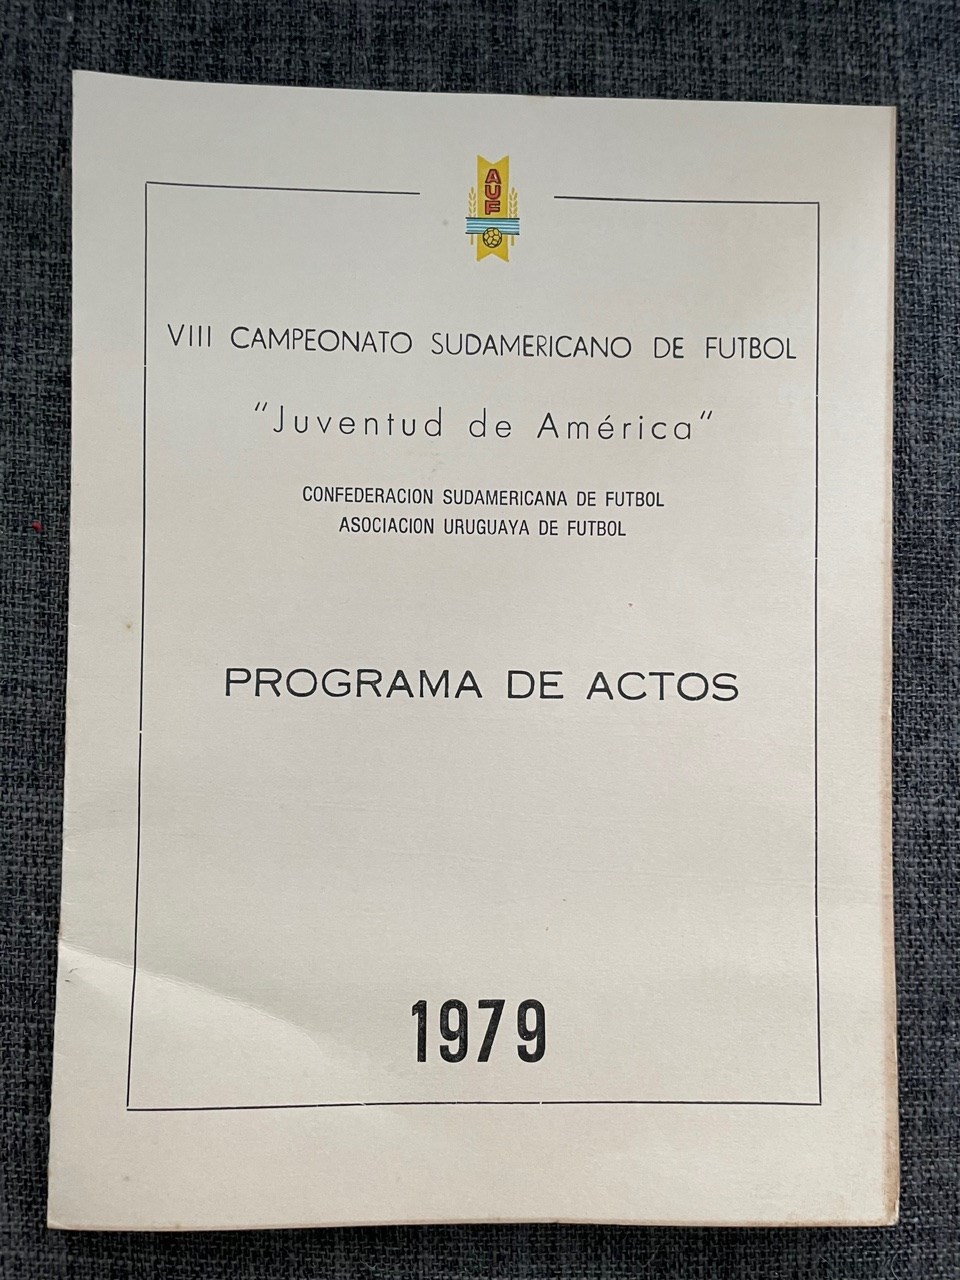 AUF
VIII CAMPEONATO SUDAMERICANO DE FUTBOL
"Juventud de América"
CONFEDERACION SUDAMERICANA DE FUTBOL
ASOCIACION URUGUAYA DE FUTBOL
PROGRAMA DE ACTOS
1979